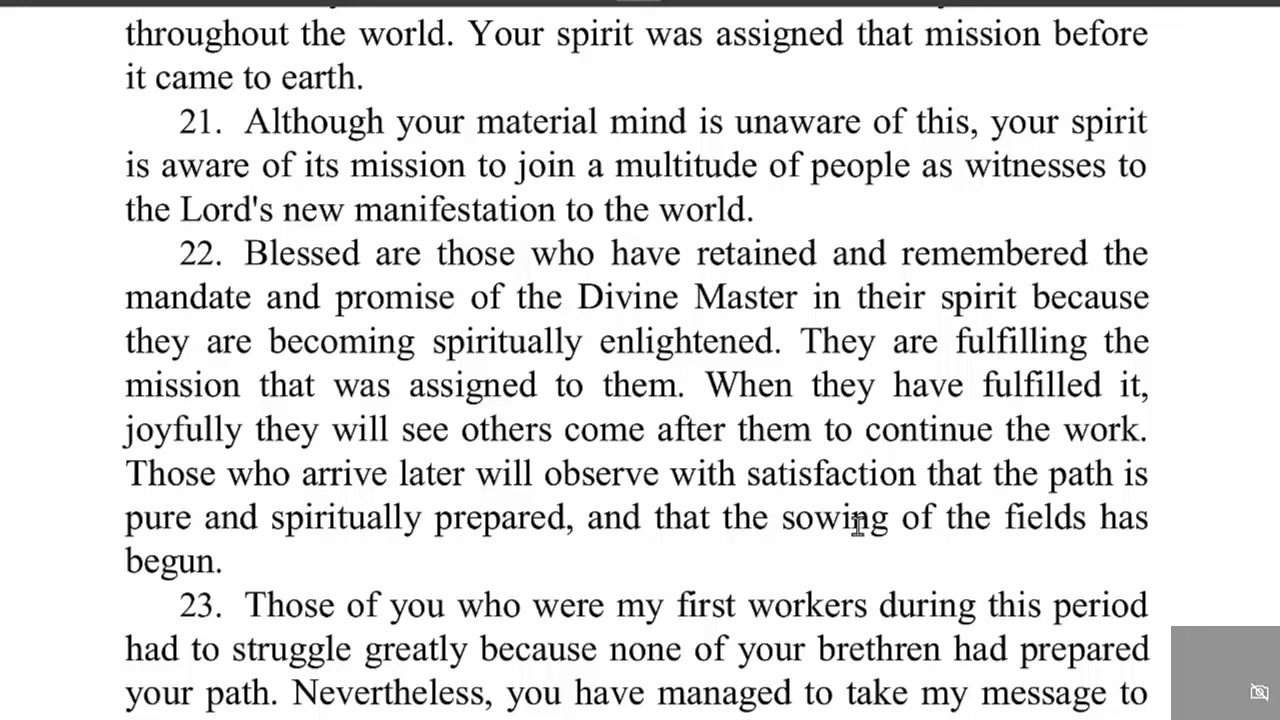 throughout the world. Your spirit was assigned that mission before
it came to earth.
21. Although your material mind is unaware of this, your spirit
is aware of its mission to join a multitude of people as witnesses to
the Lord's new manifestation to the world.
22. Blessed are those who have retained and remembered the
mandate and promise of the Divine Master in their spirit because
they are becoming spiritually enlightened. They are fulfilling the
mission that was assigned to them. When they have fulfilled it,
joyfully they will see others come after them to continue the work.
Those who arrive later will observe with satisfaction that the path is
pure and spiritually prepared, and that the sowing of the fields has
begun.
23. Those of you who were my first workers during this period
had to struggle greatly because none of your brethren had prepared
your path. Nevertheless, you have managed to take my message to